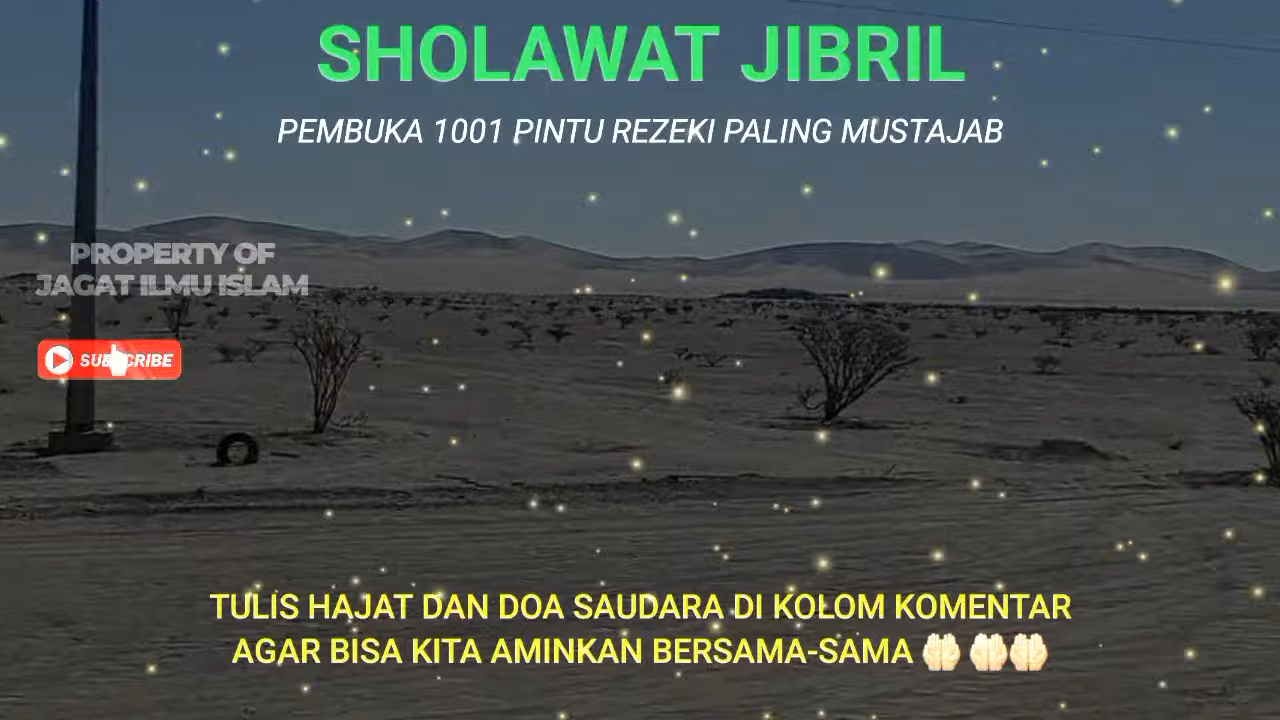 SHOLAWAT JIBRIL
PEMBUKA 1001 PINTU REZEKI PALING MUSTAJAB
PROPERTY OF
JAGAT ILMU ISLAM
SUBSCRIBE
TULIS HAJAT DAN DOA SAUDARA DI KOLOM KOMENTAR
AGAR BISA KITA AMINKAN BERSAMA-SAMA 🤲🏻 🤲🏻🤲🏻